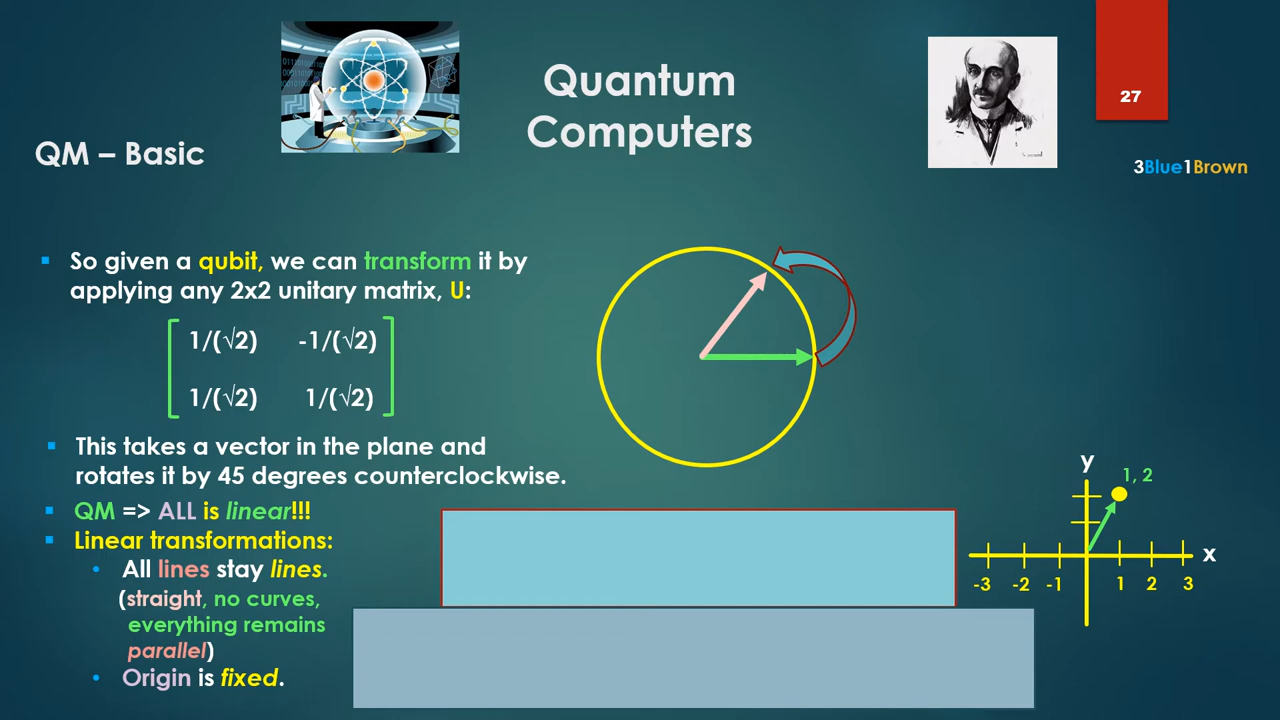 Quantum
Computers
27
QM – Basic
3Blue1Brown
So given a qubit, we can transform it by
applying any 2x2 unitary matrix, U:
1/(√2) -1/(√2)
1/(√2) 1/(√2)
This takes a vector in the plane and
rotates it by 45 degrees counterclockwise.
QM => ALL is linear!!!
Linear transformations:
All lines stay lines.
(straight, no curves,
everything remains
parallel)
Origin is fixed.
y
1, 2
x
-3 -2 -1 1 2 3